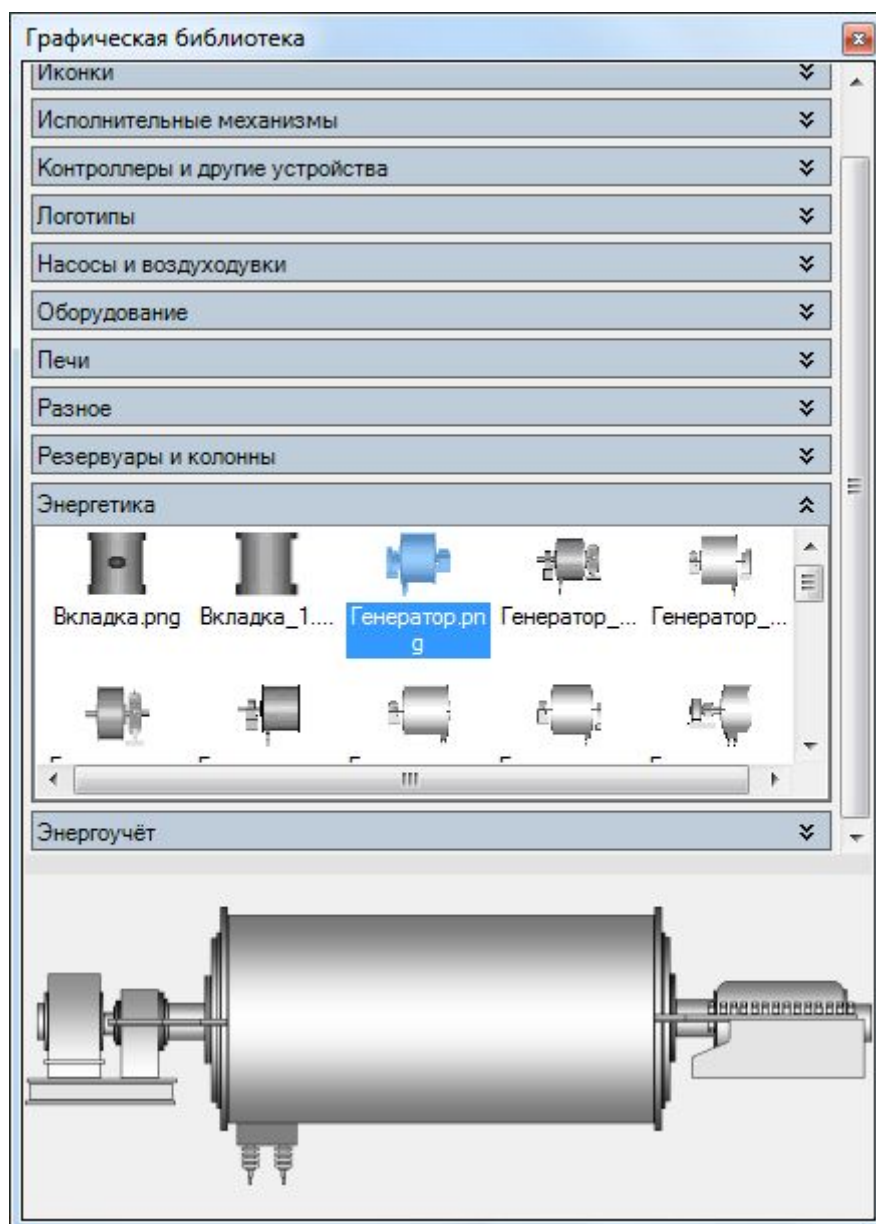 Графическая библиотека
Иконки
Исполнительные механизмы
Контроллеры и другие устройства
Логотипы
Насосы и воздуходувки
Оборудование
Печи
Разное
Резервуары и колонны
Энергетика
Вкладка.png Вкладка_1.... Генератор.pn Генератор_... Генератор_...
g
Энергоучёт